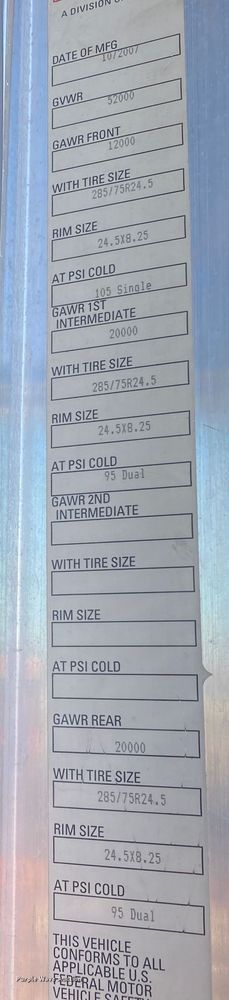 A DIVISION
DATE OF MFG
10/2007
GVWR
52000
GAWR FRONT
12000
WITH TIRE SIZE
285/75R24.5
RIM SIZE
24.5X8.25
AT PSI COLD
105 Single
GAWR 1ST
INTERMEDIATE
20000
WITH TIRE SIZE
285/75R24.5
RIM SIZE
24.5X8.25
AT PSI COLD
95 Dual
GAWR 2ND
INTERMEDIATE
WITH TIRE SIZE
RIM SIZE
AT PSI COLD
GAWR REAR
20000
WITH TIRE SIZE
285/75R24.5
RIM SIZE
24.5X8.25
AT PSI COLD
95 Dual
THIS VEHICLE
CONFORMS TO ALL
APPLICABLE U.S.
FEDERAL MOTOR
VEHICLE
Purple Wave